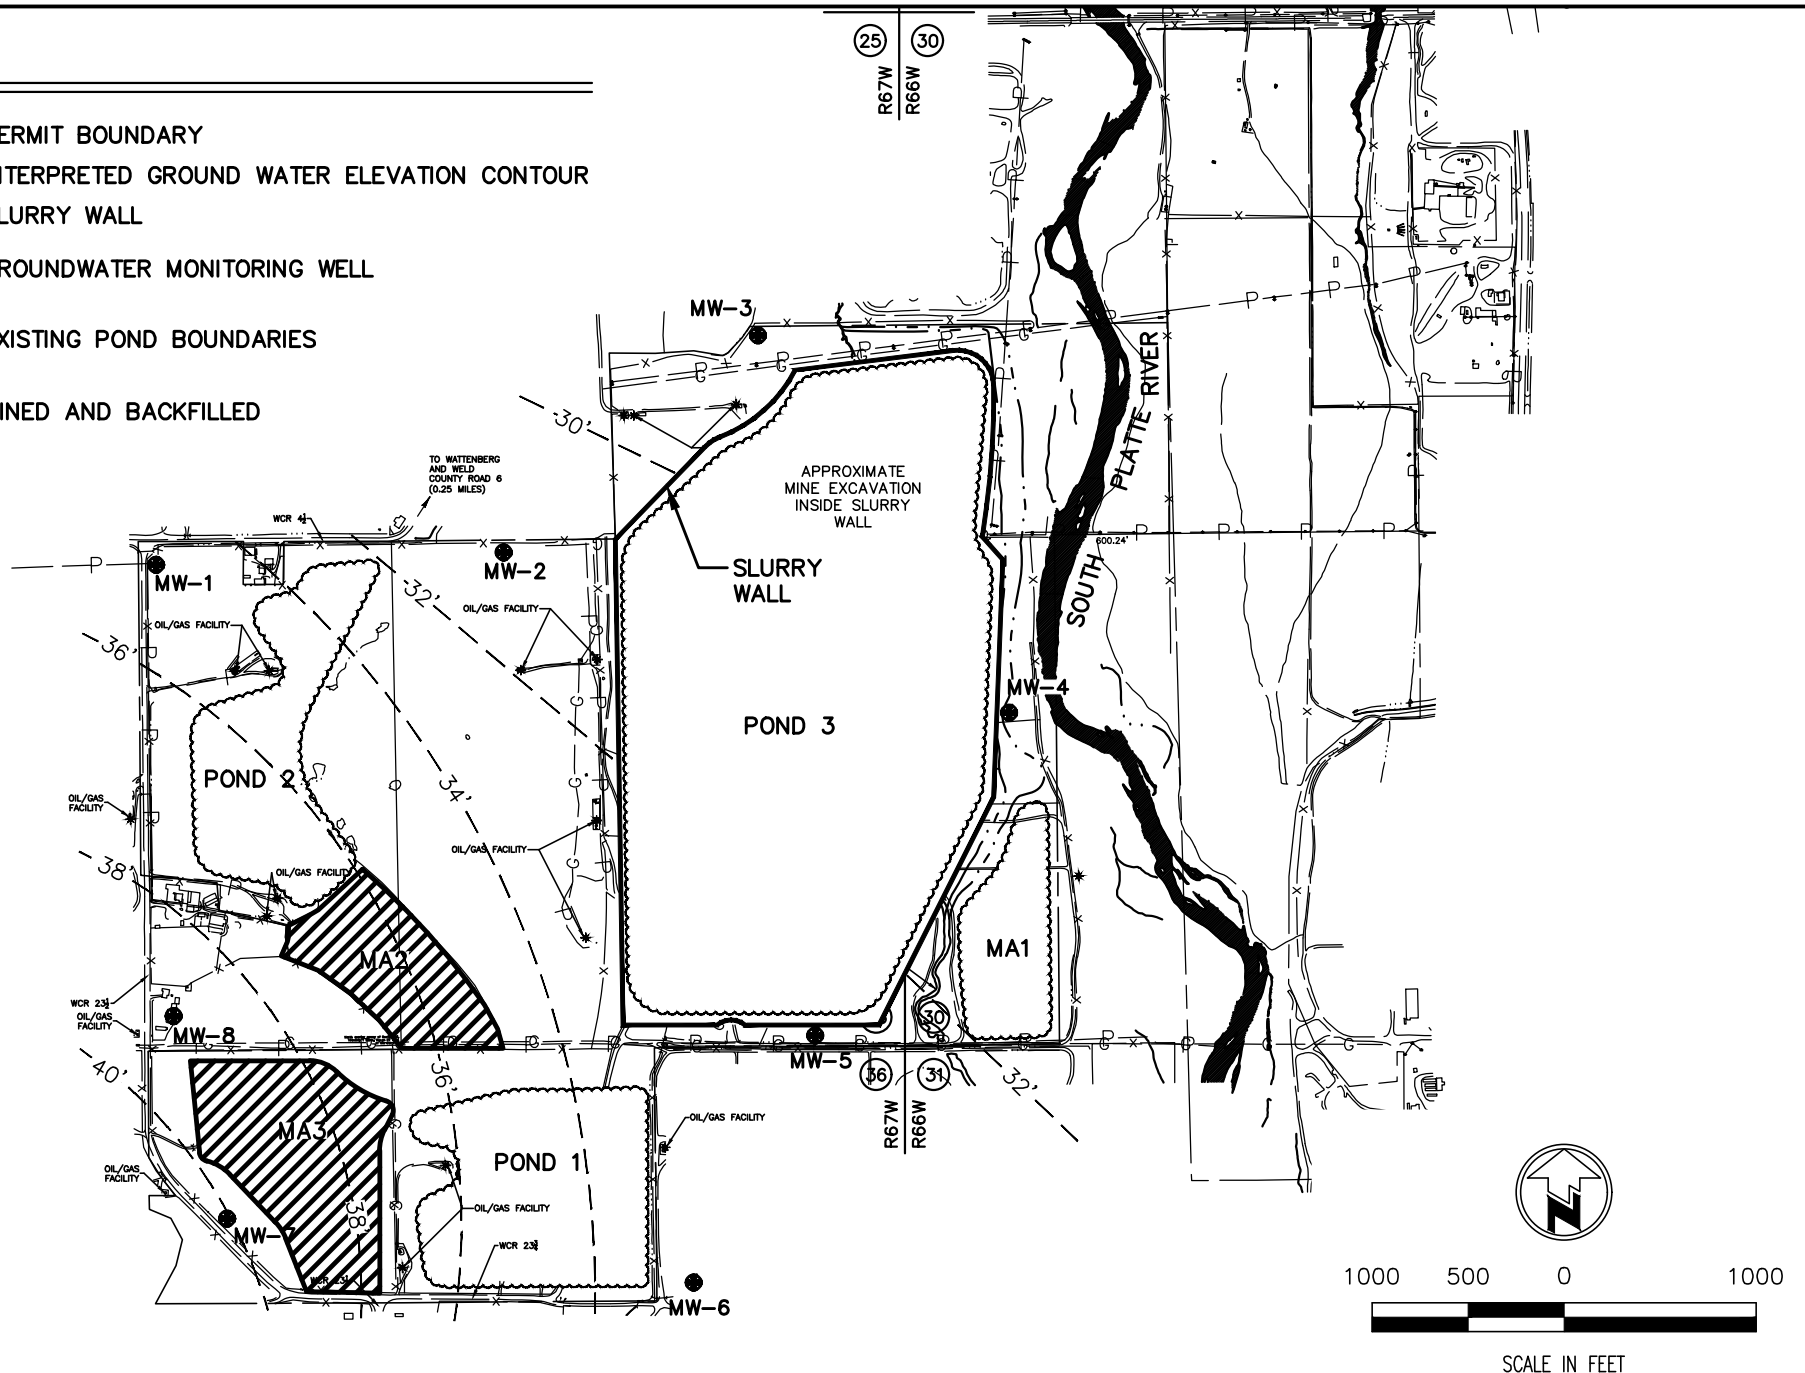 25 30
R67W
R66W
ERMIT BOUNDARY
NTERPRETED GROUND WATER ELEVATION CONTOUR
LURRY WALL
ROUNDWATER MONITORING WELL
XISTING POND BOUNDARIES
INED AND BACKFILLED
MW-3
-30'
TO WATTENBERG
AND WELD
COUNTY ROAD 6
(0.25 MILES)
APPROXIMATE
MINE EXCAVATION
INSIDE SLURRY
WALL
SOUTH PLATTE RIVER
600.24'
WCR 4½
MW-1
MW-2
SLURRY
WALL
-32'
OIL/GAS FACILITY
OIL/GAS FACILITY
-36'
MW-4
POND 3
POND 2
34'
OIL/GAS
FACILITY
OIL/GAS FACILITY
38'
OIL/GAS FACILITY
MA2
MA1
WCR 23½
OIL/GAS
FACILITY
MW-8
30
MW-5
36 31
R67W
R66W
32'
-40'
36'
MA3
POND 1
OIL/GAS FACILITY
OIL/GAS
FACILITY
OIL/GAS FACILITY
38'
MW-7
WCR 23¾
MW-6
N
1000 500 0 1000
SCALE IN FEET